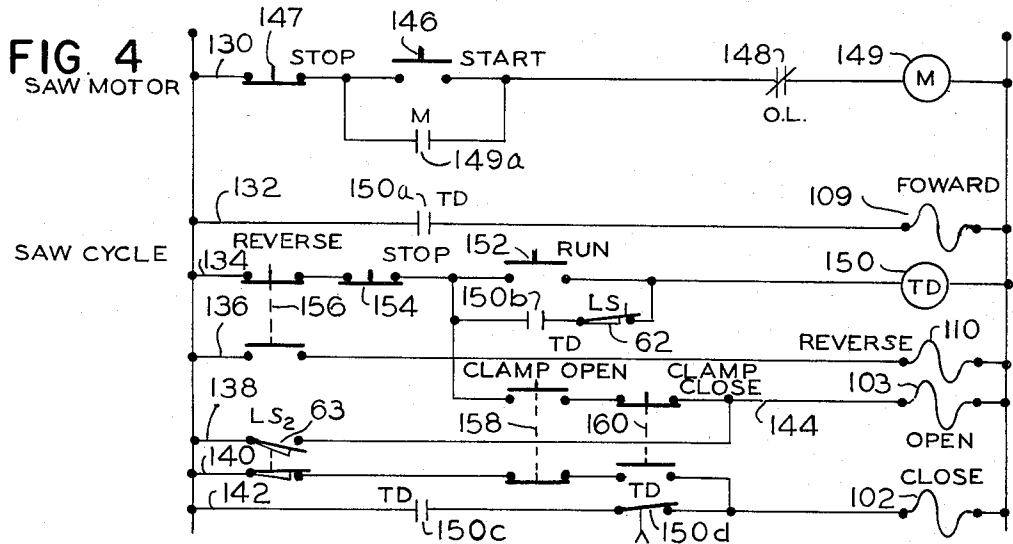 FIG. 4
SAW MOTOR
130
147
STOP
146
START
M
149a
148
O.L.
149
M
132
150a TD
109
FOWARD
SAW CYCLE
134
REVERSE
156
STOP
154
152
RUN
150b
TD
LS
62
150
TD
136
REVERSE
110
CLAMP OPEN
CLAMP
CLOSE
158
160
144
103
OPEN
138
LS2
63
140
142
TD
150c
TD
150d
102
CLOSE